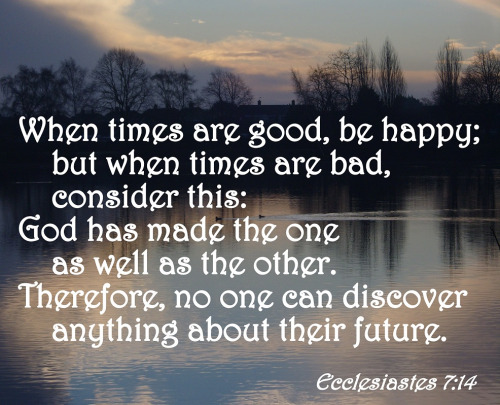 When times are good, be happy;
but when times are bad,
consider this:
God has made the one
as well as the other.
Therefore, no one can discover
anything about their future.
Ecclesiastes 7:14